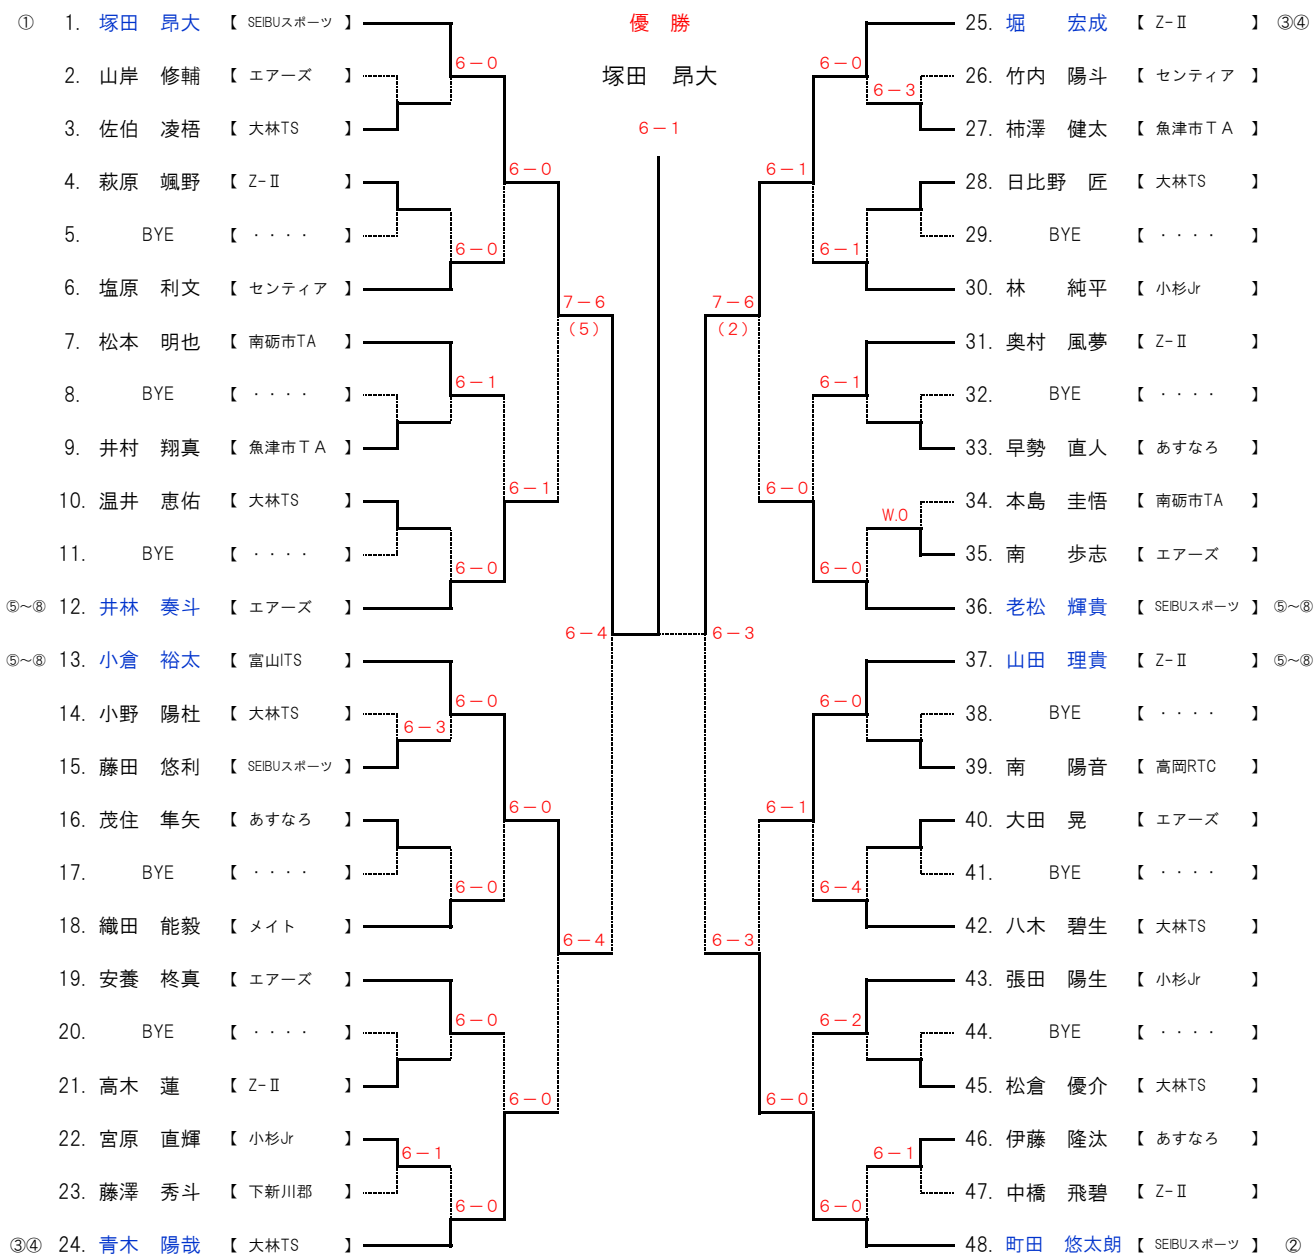 優　勝
塚田　昂大
6－1
① 1. 塚田　昂大 【 SEIBUスポーツ 】
2. 山岸　修輔 【 エアーズ 】
3. 佐伯　凌梧 【 大林TS 】
4. 萩原　颯野 【 Z-Ⅱ 】
5. BYE 【 ・・・・ 】
6. 塩原　利文 【 センティア 】
7. 松本　明也 【 南砺市TA 】
8. BYE 【 ・・・・ 】
9. 井村　翔真 【 魚津市ＴＡ 】
10. 温井　恵佑 【 大林TS 】
11. BYE 【 ・・・・ 】
⑤~⑧ 12. 井林　奏斗 【 エアーズ 】
⑤~⑧ 13. 小倉　裕太 【 富山ITS 】
14. 小野　陽杜 【 大林TS 】
15. 藤田　悠利 【 SEIBUスポーツ 】
16. 茂住　隼矢 【 あすなろ 】
17. BYE 【 ・・・・ 】
18. 織田　能毅 【 メイト 】
19. 安養　柊真 【 エアーズ 】
20. BYE 【 ・・・・ 】
21. 高木　蓮 【 Z-Ⅱ 】
22. 宮原　直輝 【 小杉Jr 】
23. 藤澤　秀斗 【 下新川郡 】
③④ 24. 青木　陽哉 【 大林TS 】
6－0
6－0
6－0
7－6
(5)
6－1
6－1
6－0
6－4
6－0
6－3
6－0
6－0
6－4
6－0
6－0
6－1
6－0
25. 堀　宏成 【 Z-Ⅱ 】 ③④
26. 竹内　陽斗 【 センティア 】
27. 柿澤　健太 【 魚津市ＴＡ 】
28. 日比野　匠 【 大林TS 】
29. BYE 【 ・・・・ 】
30. 林　純平 【 小杉Jr 】
31. 奥村　風夢 【 Z-Ⅱ 】
32. BYE 【 ・・・・ 】
33. 早勢　直人 【 あすなろ 】
34. 本島　圭悟 【 南砺市TA 】
35. 南　歩志 【 エアーズ 】
36. 老松　輝貴 【 SEIBUスポーツ 】 ⑤~⑧
37. 山田　理貴 【 Z-Ⅱ 】 ⑤~⑧
38. BYE 【 ・・・・ 】
39. 南　陽音 【 高岡RTC 】
40. 大田　晃 【 エアーズ 】
41. BYE 【 ・・・・ 】
42. 八木　碧生 【 大林TS 】
43. 張田　陽生 【 小杉Jr 】
44. BYE 【 ・・・・ 】
45. 松倉　優介 【 大林TS 】
46. 伊藤　隆汰 【 あすなろ 】
47. 中橋　飛碧 【 Z-Ⅱ 】
48. 町田　悠太朗 【 SEIBUスポーツ 】 ②
6－0
6－3
6－1
6－1
7－6
(2)
6－1
6－0
W.O
6－0
6－3
6－0
6－1
6－4
6－3
6－2
6－0
6－1
6－0